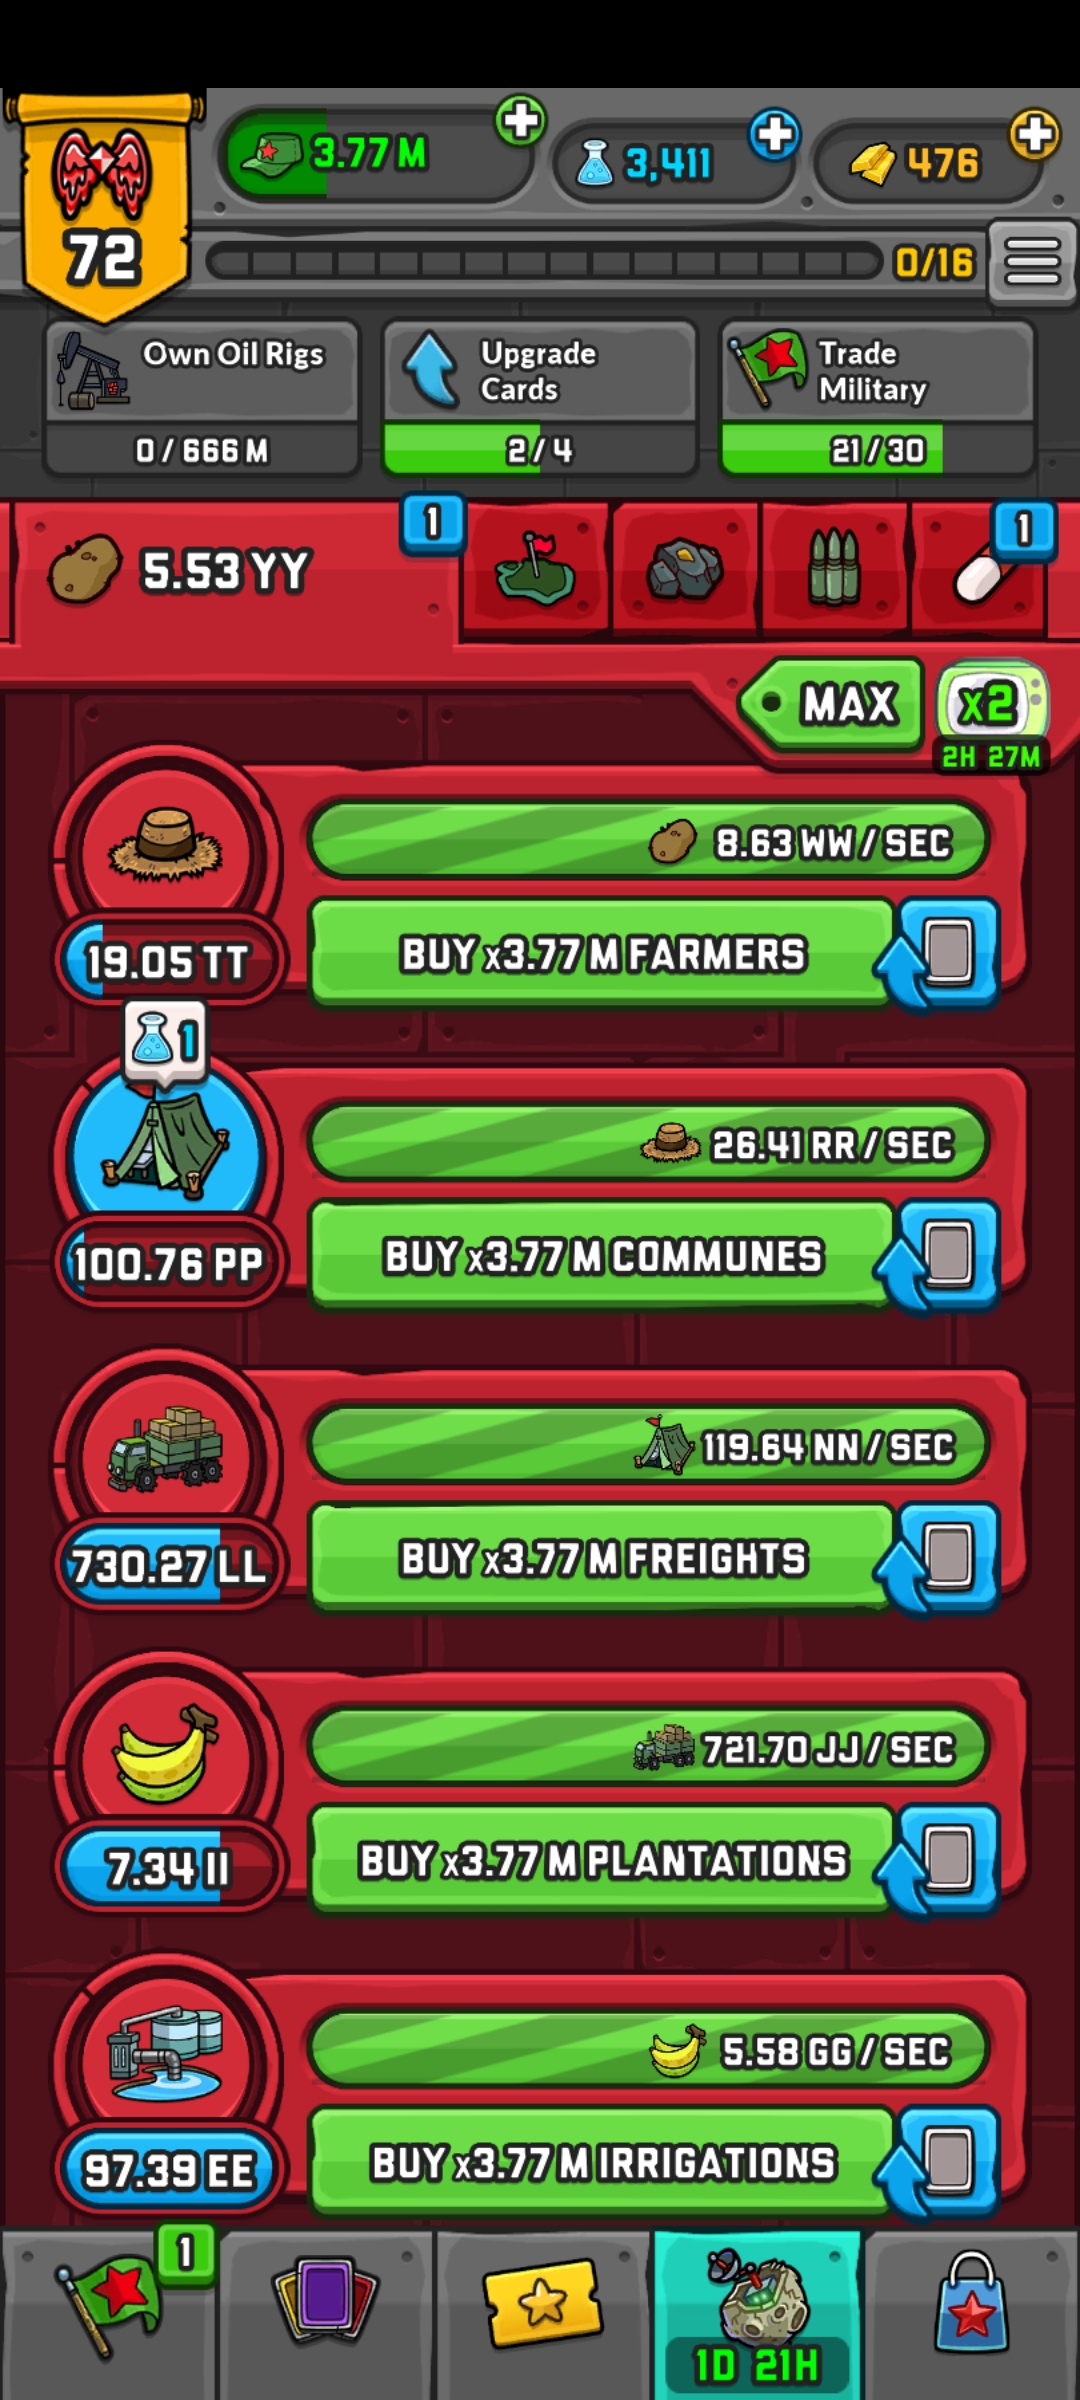 3.77 M
3,411
476
72
0/16
Own Oil Rigs
0 / 666 M
Upgrade
Cards
2 / 4
Trade
Military
21 / 30
5.53 YY
1
1
MAX
x2
2H 27M
8.63 WW / SEC
BUY x3.77 M FARMERS
19.05 TT
1
26.41 RR / SEC
BUY x3.77 M COMMUNES
100.76 PP
119.64 NN / SEC
BUY x3.77 M FREIGHTS
730.27 LL
721.70 JJ / SEC
BUY x3.77 M PLANTATIONS
7.34 II
5.58 GG / SEC
BUY x3.77 M IRRIGATIONS
97.39 EE
1
1D 21H